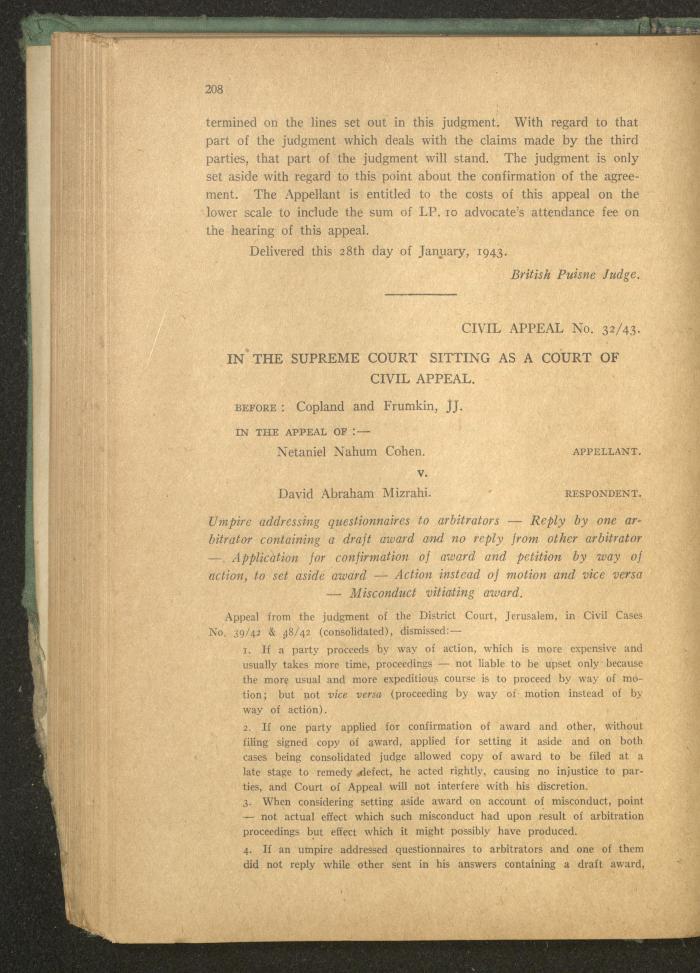 208
termined on the lines set out in this judgment. With regard to that
part of the judgment which deals with the claims made by the third
parties, that part of the judgment will stand. The judgment is only
set aside with regard to this point about the confirmation of the agree-
ment. The Appellant is entitled to the costs of this appeal on the
lower scale to include the sum of LP. 10 advocate's attendance fee on
the hearing of this appeal.
Delivered this 28th day of January, 1943.
British Puisne Judge.
CIVIL APPEAL No. 32/43.
IN THE SUPREME COURT SITTING AS A COURT OF
CIVIL APPEAL.
BEFORE : Copland and Frumkin, JJ.
IN THE APPEAL OF :—
Netaniel Nahum Cohen. APPELLANT.
v.
David Abraham Mizrahi. RESPONDENT.
Umpire addressing questionnaires to arbitrators — Reply by one ar-
bitrator containing a draft award and no reply from other arbitrator
—. Application for confirmation of award and petition by way of
action, to set aside award — Action instead of motion and vice versa
— Misconduct vitiating award.
Appeal from the judgment of the District Court, Jerusalem, in Civil Cases
No. 39/42 & 48/42 (consolidated), dismissed:—
1. If a party proceeds by way of action, which is more expensive and
usually takes more time, proceedings — not liable to be upset only because
the more usual and more expeditious course is to proceed by way of mo-
tion; but not vice versa (proceeding by way of motion instead of by
way of action).
2. If one party applied for confirmation of award and other, without
filing signed copy of award, applied for setting it aside and on both
cases being consolidated judge allowed copy of award to be filed at a
late stage to remedy defect, he acted rightly, causing no injustice to par-
ties, and Court of Appeal will not interfere with his discretion.
3. When considering setting aside award on account of misconduct, point
— not actual effect which such misconduct had upon result of arbitration
proceedings but effect which it might possibly have produced.
4. If an umpire addressed questionnaires to arbitrators and one of them
did not reply while other sent in his answers containing a draft award,